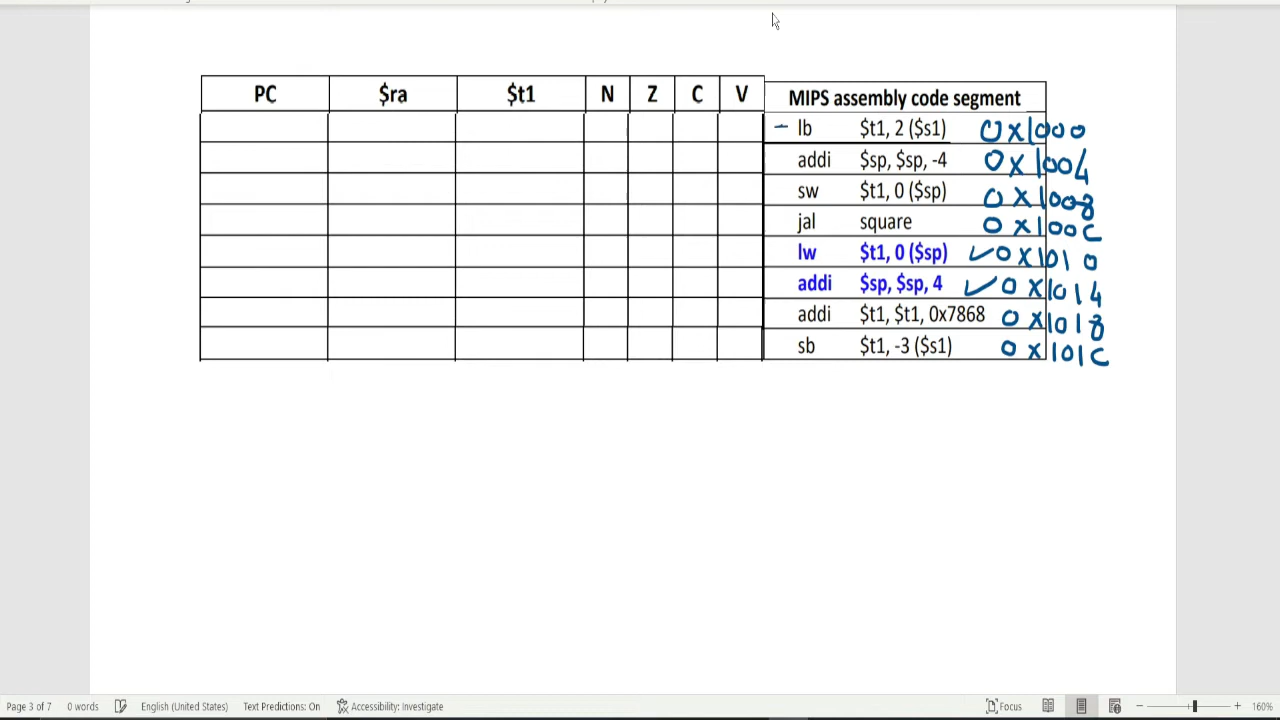 PC $ra $t1 N Z C V MIPS assembly code segment
lb $t1, 2 ($s1) 0x1000
addi $sp, $sp, -4 0x1004
sw $t1, 0 ($sp) 0x1008
jal square 0x100C
lw $t1, 0 ($sp) ✓ 0x1010
addi $sp, $sp, 4 ✓ 0x1014
addi $t1, $t1, 0x7868 0x1018
sb $t1, -3 ($s1) 0x101C
Page 3 of 7 0 words English (United States) Text Predictions: On Accessibility: Investigate Focus 160%